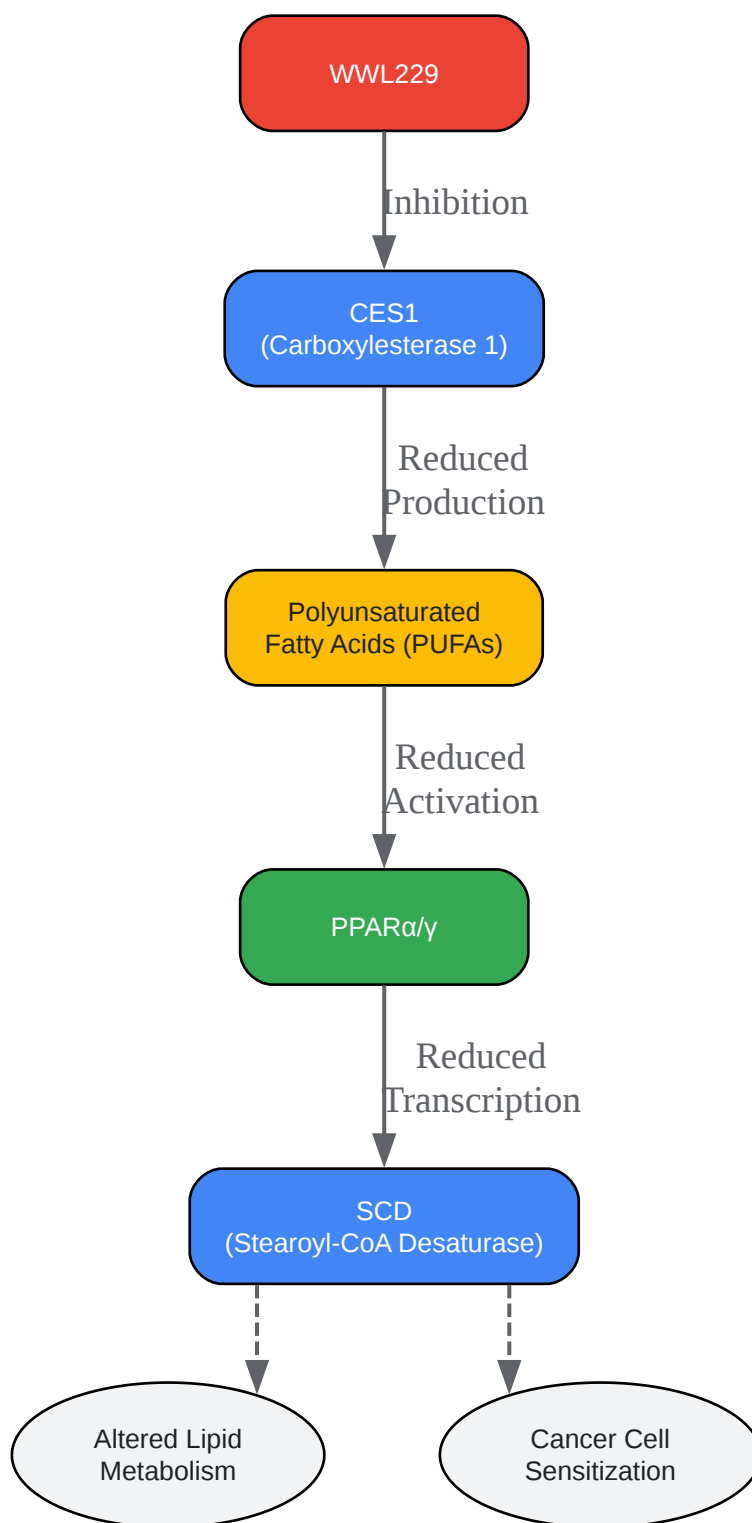 WWL229
Inhibition
CES1
(Carboxylesterase 1)
Reduced
Production
Polyunsaturated
Fatty Acids (PUFAs)
Reduced
Activation
PPARα/γ
Reduced
Transcription
SCD
(Stearoyl-CoA Desaturase)
Altered Lipid
Metabolism
Cancer Cell
Sensitization